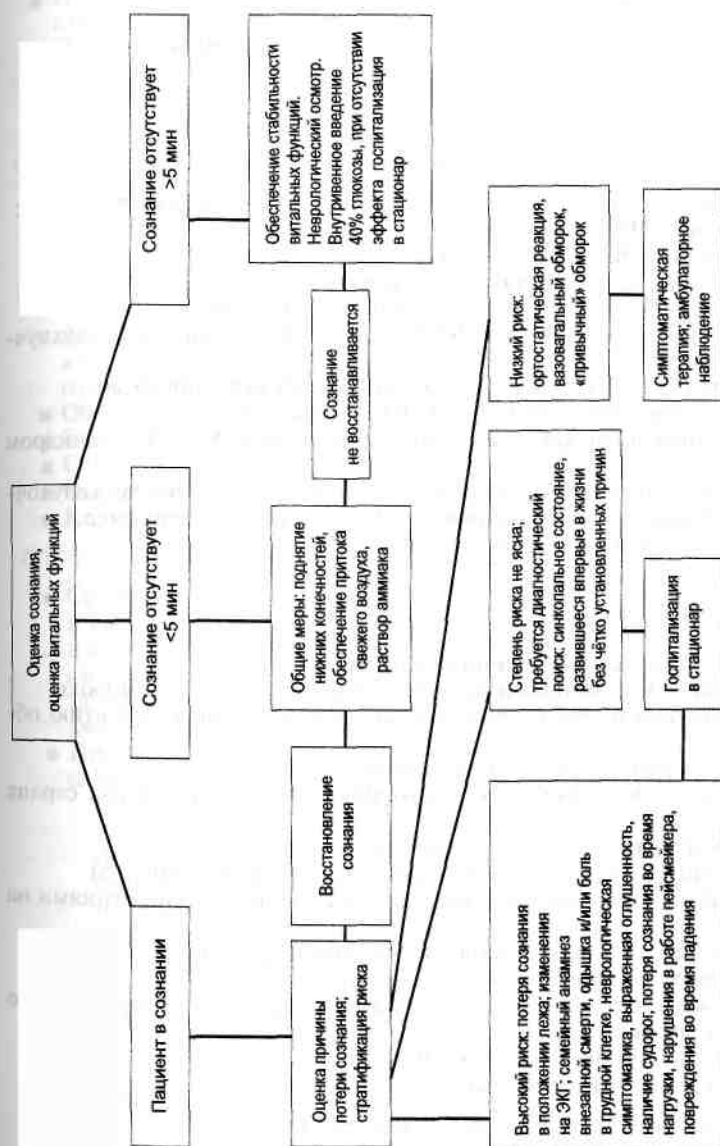 Оценка сознания,
оценка витальных функций
Пациент в сознании
Сознание отсутствует
<5 мин
Сознание отсутствует
>5 мин
Оценка причины
потери сознания;
стратификация риска
Восстановление
сознания
Общие меры: поднятие
нижних конечностей,
обеспечение притока
свежего воздуха,
раствор аммиака
Сознание
не восстанавливается
Обеспечение стабильности
витальных функций.
Неврологический осмотр.
Внутривенное введение
40% глюкозы, при отсутствии
эффекта госпитализация
в стационар
Высокий риск: потеря сознания
в положении лежа; изменения
на ЭКГ; семейный анамнез
внезапной смерти, одышка и/или боль
в грудной клетке, неврологическая
симптоматика, выраженная оглушенность,
наличие судорог, потеря сознания во время
нагрузки, нарушения в работе пейсмейкера,
повреждения во время падения
Степень риска не ясна;
требуется диагностический
поиск; синкопальное состояние,
развившееся впервые в жизни
без чётко установленных причин
Низкий риск:
ортостатическая реакция,
вазовагальный обморок,
«привычный» обморок
Госпитализация
в стационар
Симптоматическая
терапия; амбулаторное
наблюдение